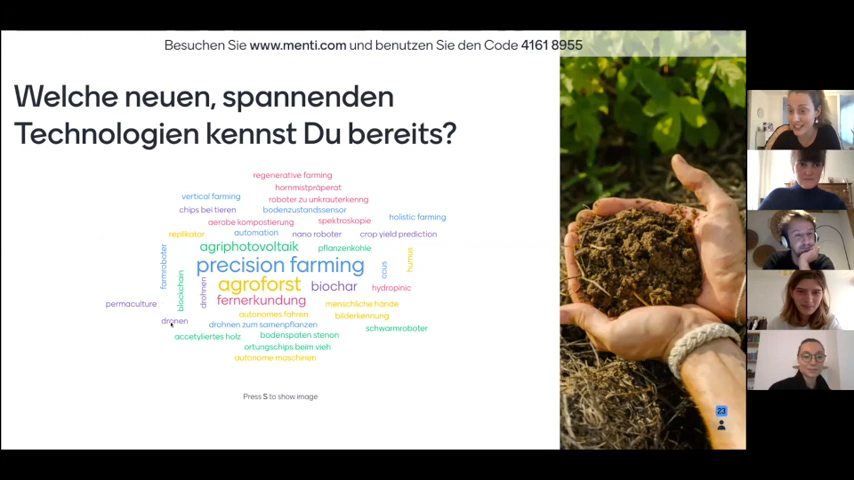 Besuchen Sie www.menti.com und benutzen Sie den Code 4161 8955
Welche neuen, spannenden
Technologien kennst Du bereits?
regenerative farming
hornmistpräperat
vertical farming
roboter zu unkrauterkenng
chips bei tieren
bodenzustandssensor
holistic farming
aerobe kompostierung
spektroskopie
replikator
automation
nano roboter
crop yield prediction
agriphotovoltaik
pflanzenkohle
farmroboter
humus
precision farming
cous
blockchain
drohnen
agroforst
biochar
hydropinic
permaculture
fernerkundung
menschliche hände
autonomes fahren
bilderkennung
dronen
drohnen zum samenpflanzen
schwarmroboter
accetyliertes holz
bodenspaten stenon
ortungschips beim vieh
autonome maschinen
Press S to show image
23